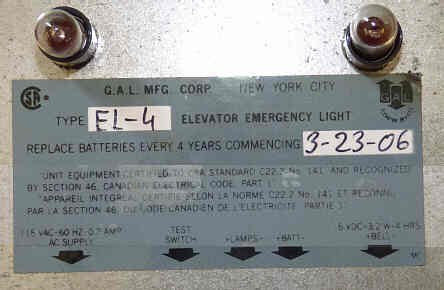 G.A.L. MFG. CORP. NEW YORK CITY
GAL
TYPE EL-4 ELEVATOR EMERGENCY LIGHT
REPLACE BATTERIES EVERY 4 YEARS COMMENCING 3-23-06
"UNIT EQUIPMENT CERTIFIED TO CSA STANDARD C22.2 No. 141 AND RECOGNIZED
BY SECTION 46, CANADIAN ELECTRICAL CODE, PART 1"
"APPAREIL INTEGREAL CERTIFIE SELON LA NORME C22.2 No. 141 ET RECONNU
PAR LA SECTION 46, DU CODE CANADIEN DE L'ELECTRICITE PARTIE 1"
115 VAC-60 HZ 0.7 AMP TEST 6 VDC-3.2 W-4 HRS
AC SUPPLY SWITCH +LAMPS- +BATT- +BELL-